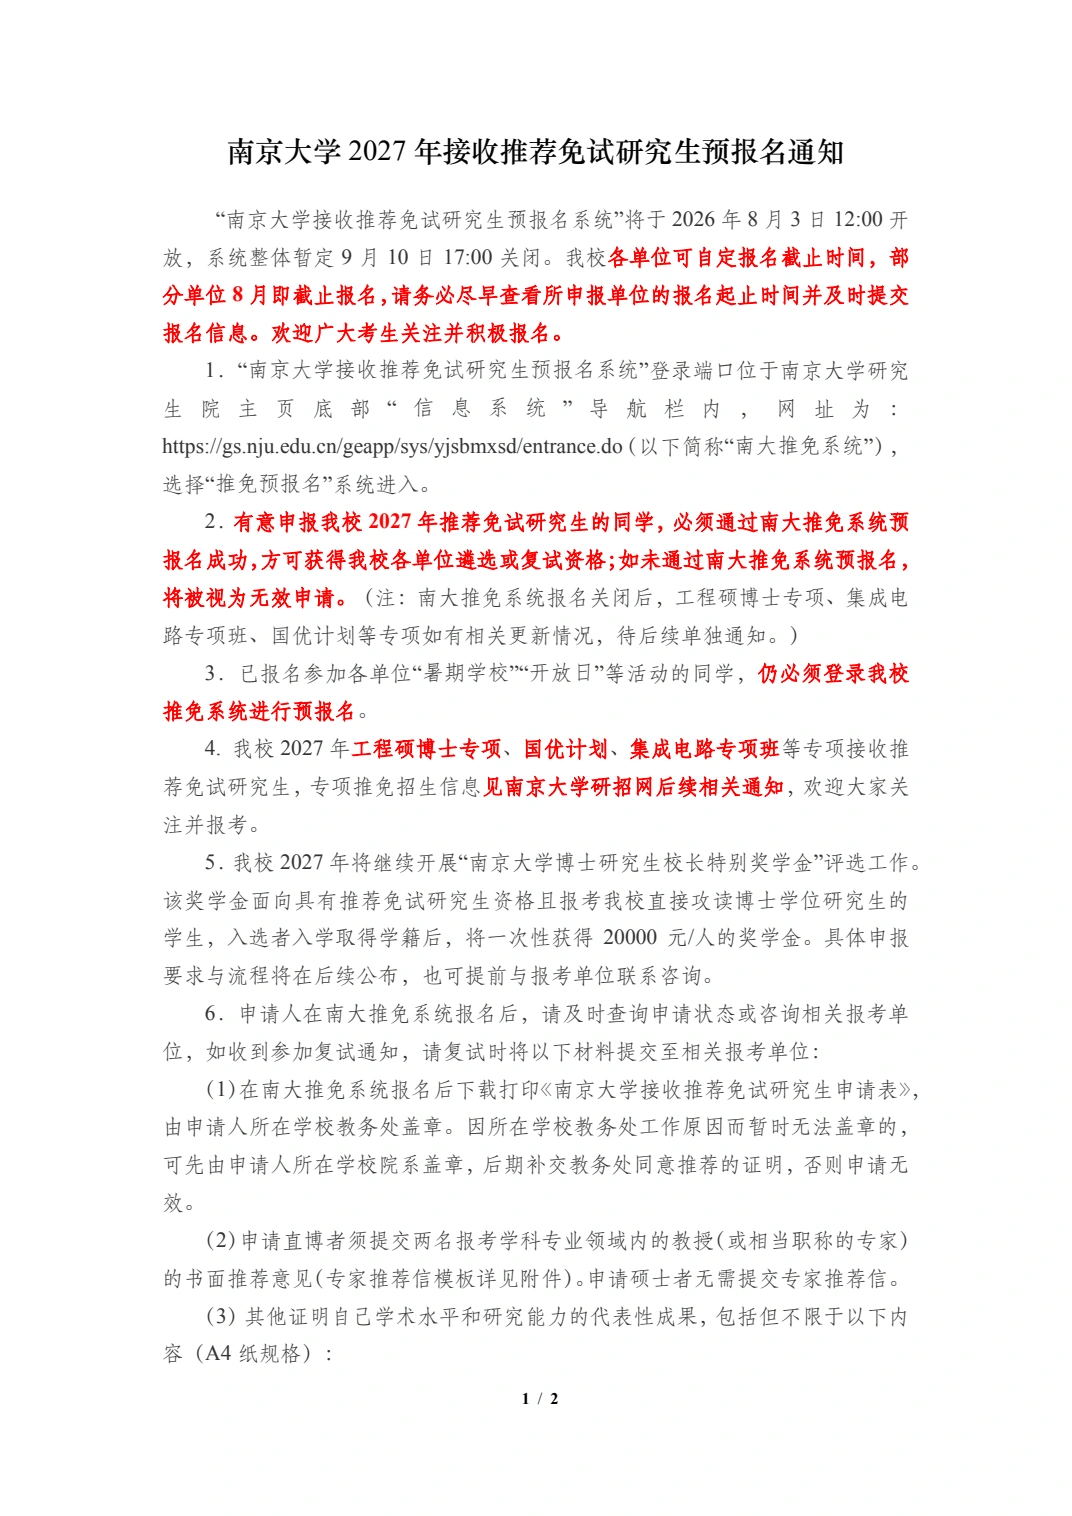 南京大学 2027 年接收推荐免试研究生预报名通知
“南京大学接收推荐免试研究生预报名系统”将于 2026 年 8 月 3 日 12:00 开
放，系统整体暂定 9 月 10 日 17:00 关闭。我校各单位可自定报名截止时间，部
分单位 8 月即截止报名，请务必尽早查看所申报单位的报名起止时间并及时提交
报名信息。欢迎广大考生关注并积极报名。
1．“南京大学接收推荐免试研究生预报名系统”登录端口位于南京大学研究
生院主页底部“信息系统”导航栏内，网址为：
https://gs.nju.edu.cn/geapp/sys/yjsbmxsd/entrance.do（以下简称“南大推免系统”），
选择“推免预报名”系统进入。
2．有意申报我校 2027 年推荐免试研究生的同学，必须通过南大推免系统预
报名成功，方可获得我校各单位遴选或复试资格；如未通过南大推免系统预报名，
将被视为无效申请。（注：南大推免系统报名关闭后，工程硕博士专项、集成电
路专项班、国优计划等专项如有相关更新情况，待后续单独通知。）
3．已报名参加各单位“暑期学校”“开放日”等活动的同学，仍必须登录我校
推免系统进行预报名。
4. 我校 2027 年工程硕博士专项、国优计划、集成电路专项班等专项接收推
荐免试研究生，专项推免招生信息见南京大学研招网后续相关通知，欢迎大家关
注并报考。
5．我校 2027 年将继续开展“南京大学博士研究生校长特别奖学金”评选工作。
该奖学金面向具有推荐免试研究生资格且报考我校直接攻读博士学位研究生的
学生，入选者入学取得学籍后，将一次性获得 20000 元/人的奖学金。具体申报
要求与流程将在后续公布，也可提前与报考单位联系咨询。
6．申请人在南大推免系统报名后，请及时查询申请状态或咨询相关报考单
位，如收到参加复试通知，请复试时将以下材料提交至相关报考单位：
（1）在南大推免系统报名后下载打印《南京大学接收推荐免试研究生申请表》，
由申请人所在学校教务处盖章。因所在学校教务处工作原因而暂时无法盖章的，
可先由申请人所在学校院系盖章，后期补交教务处同意推荐的证明，否则申请无
效。
（2）申请直博者须提交两名报考学科专业领域内的教授（或相当职称的专家）
的书面推荐意见（专家推荐信模板详见附件）。申请硕士者无需提交专家推荐信。
（3）其他证明自己学术水平和研究能力的代表性成果，包括但不限于以下内
容（A4 纸规格）：
1 / 2